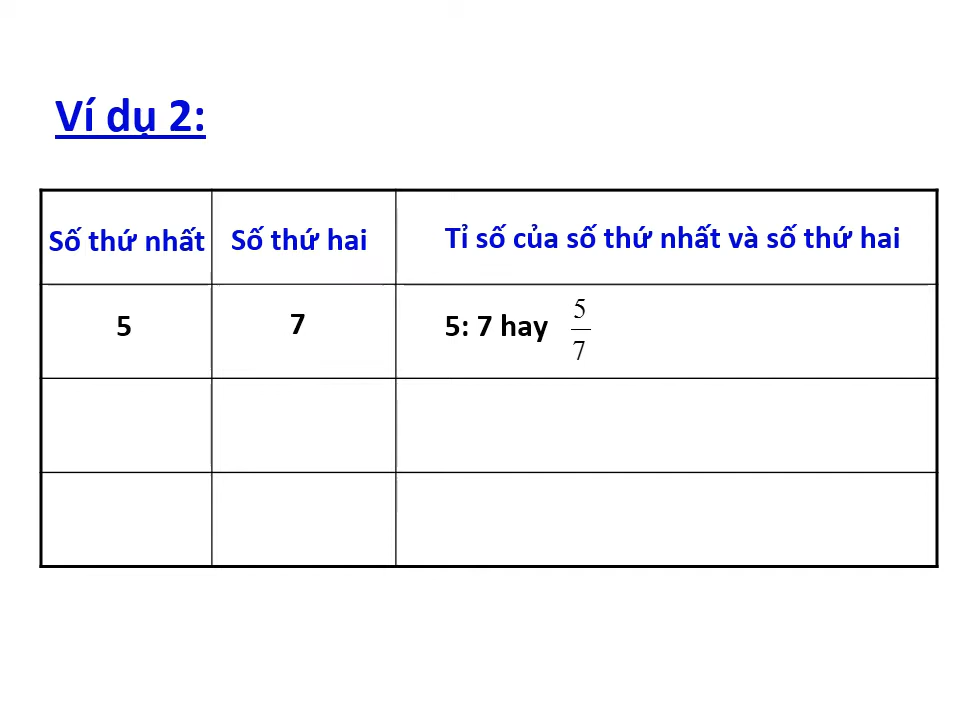 Ví dụ 2:
Số thứ nhất Số thứ hai Tỉ số của số thứ nhất và số thứ hai
5 7 5: 7 hay 5/7